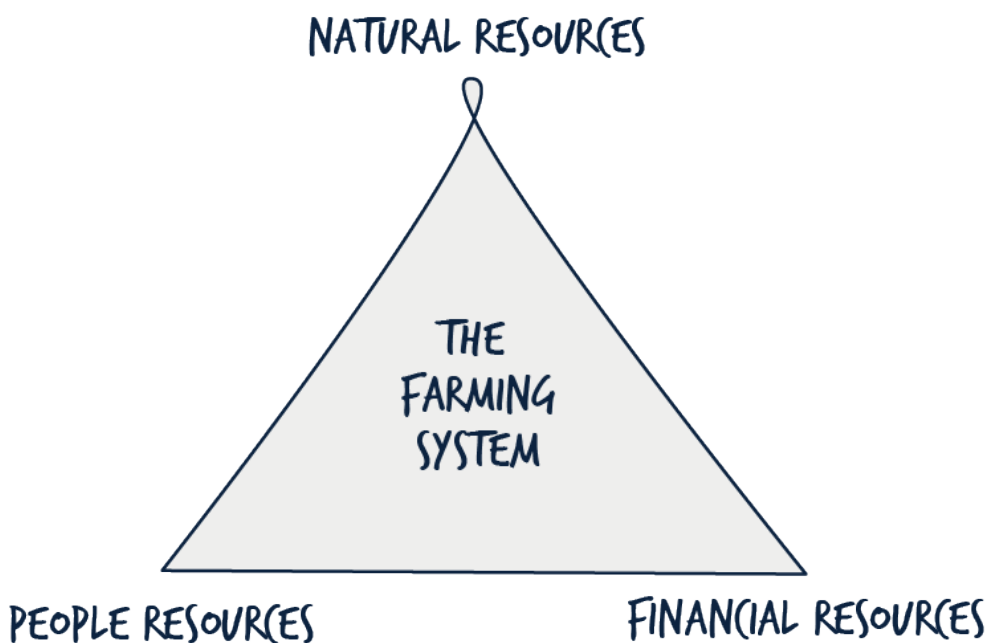 NATURAL RESOURCES
THE
FARMING
SYSTEM
PEOPLE RESOURCES
FINANCIAL RESOURCES